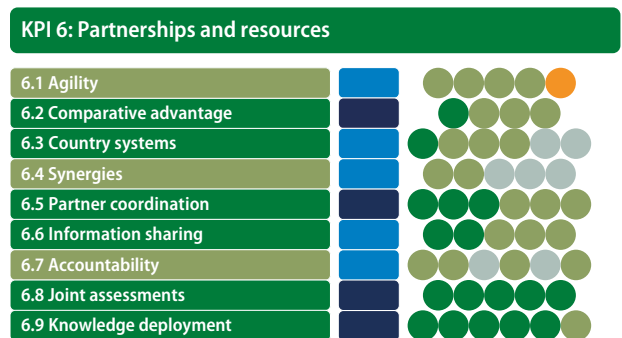 KPI 6: Partnerships and resources
6.1 Agility
6.2 Comparative advantage
6.3 Country systems
6.4 Synergies
6.5 Partner coordination
6.6 Information sharing
6.7 Accountability
6.8 Joint assessments
6.9 Knowledge deployment